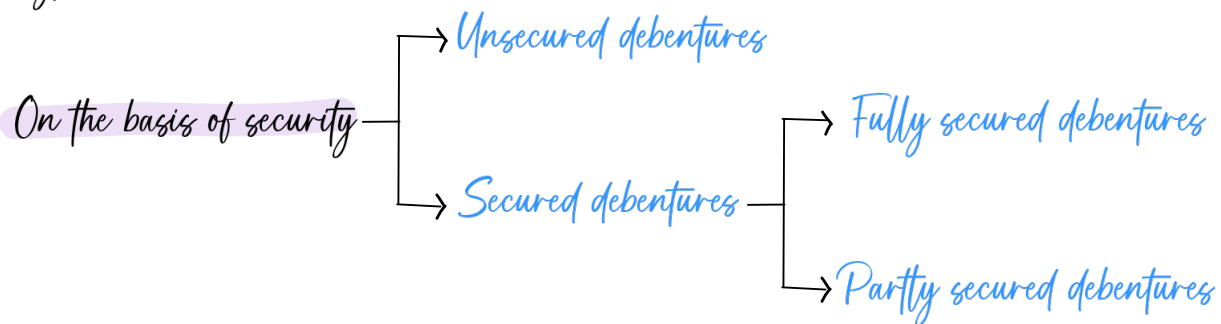 Unsecured debentures
On the basis of security
Fully secured debentures
Secured debentures
Partly secured debentures